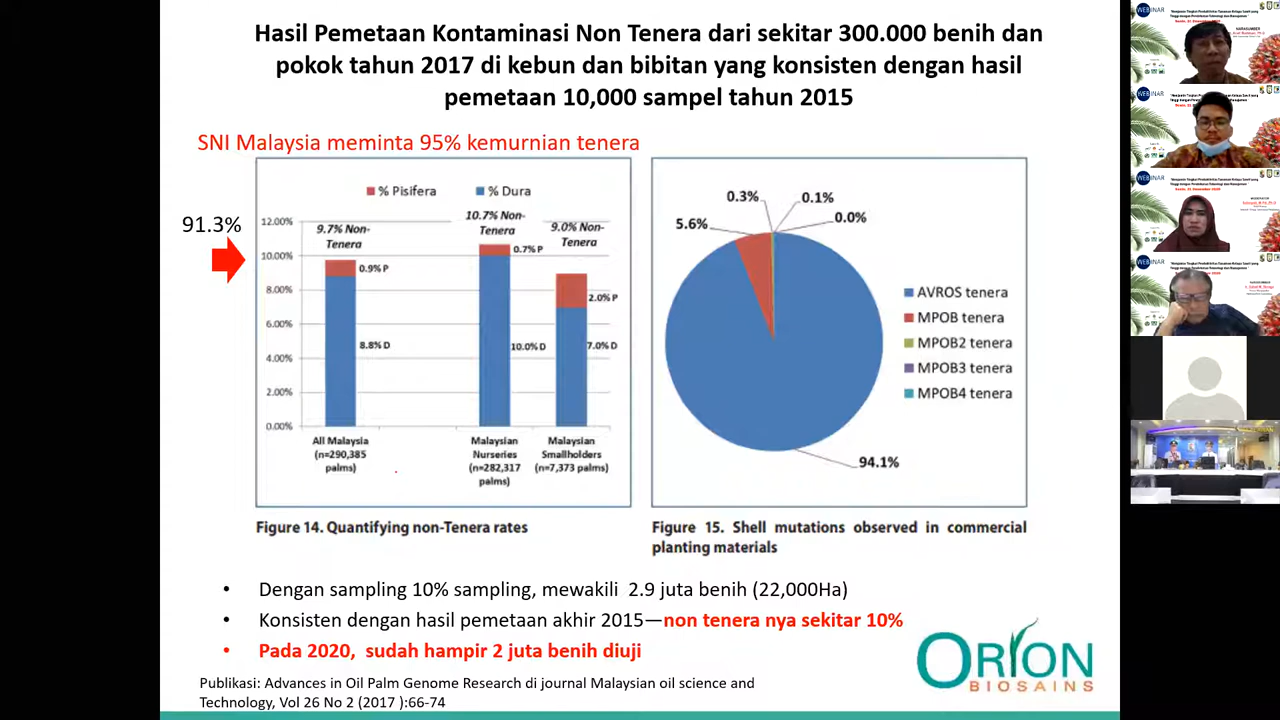 Hasil Pemetaan Kontaminasi Non Tenera dari sekitar 300.000 benih dan
pokok tahun 2017 di kebun dan bibitan yang konsisten dengan hasil
pemetaan 10,000 sampel tahun 2015
SNI Malaysia meminta 95% kemurnian tenera
91.3%
% Pisifera
% Dura
12.00%
10.00%
8.00%
6.00%
4.00%
2.00%
0.00%
9.7% Non-
Tenera
10.7% Non-
Tenera
9.0% Non-
Tenera
0.9% P
8.8% D
0.7% P
10.0% D
2.0% P
7.0% D
All Malaysia
(n=290,385
palms)
Malaysian
Nurseries
(n=282,317
palms)
Malaysian
Smallholders
(n=7,373 palms)
Figure 14. Quantifying non-Tenera rates
5.6%
0.3%
0.1%
0.0%
94.1%
AVROS tenera
MPOB tenera
MPOB2 tenera
MPOB3 tenera
MPOB4 tenera
Figure 15. Shell mutations observed in commercial
planting materials
• Dengan sampling 10% sampling, mewakili 2.9 juta benih (22,000Ha)
• Konsisten dengan hasil pemetaan akhir 2015—non tenera nya sekitar 10%
• Pada 2020, sudah hampir 2 juta benih diuji
Publikasi: Advances in Oil Palm Genome Research di journal Malaysian oil science and
Technology, Vol 26 No 2 (2017 ):66-74
ORION
BIOSAINS
WEBINAR
WEBINAR
WEBINAR
WEBINAR